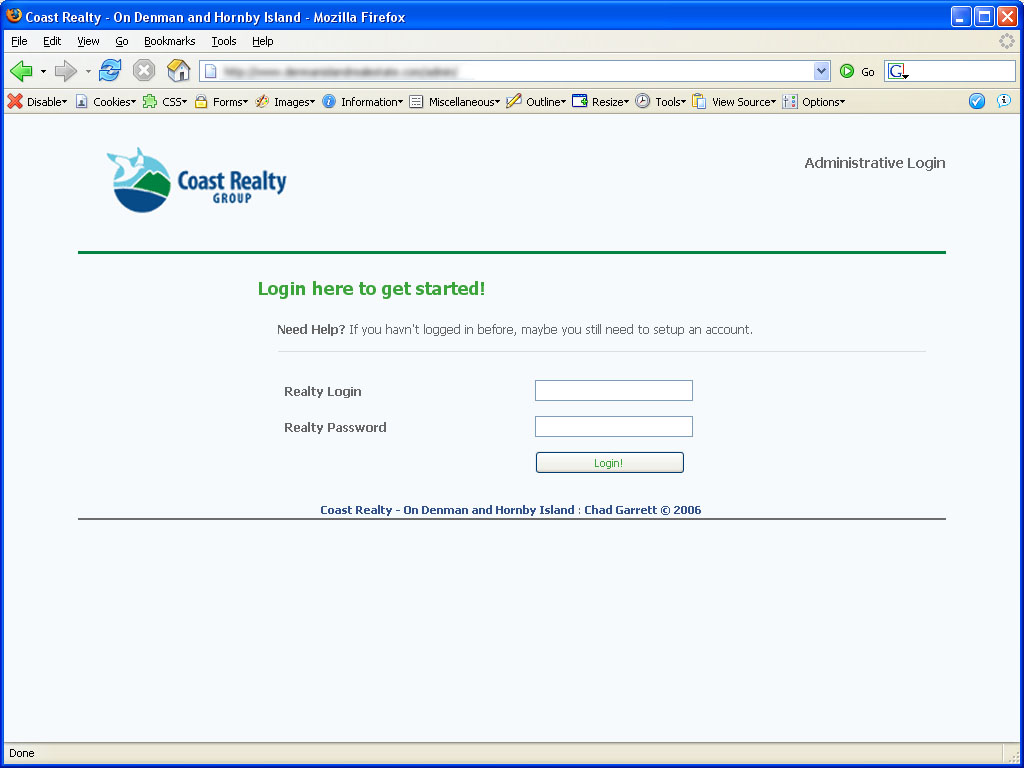 Coast Realty - On Denman and Hornby Island - Mozilla Firefox
File Edit View Go Bookmarks Tools Help
Go G
Disable Cookies CSS Forms Images Information Miscellaneous Outline Resize Tools View Source Options
Administrative Login
Coast Realty
GROUP
Login here to get started!
Need Help? If you havn't logged in before, maybe you still need to setup an account.
Realty Login
Realty Password
Login!
Coast Realty - On Denman and Hornby Island : Chad Garrett © 2006
Done